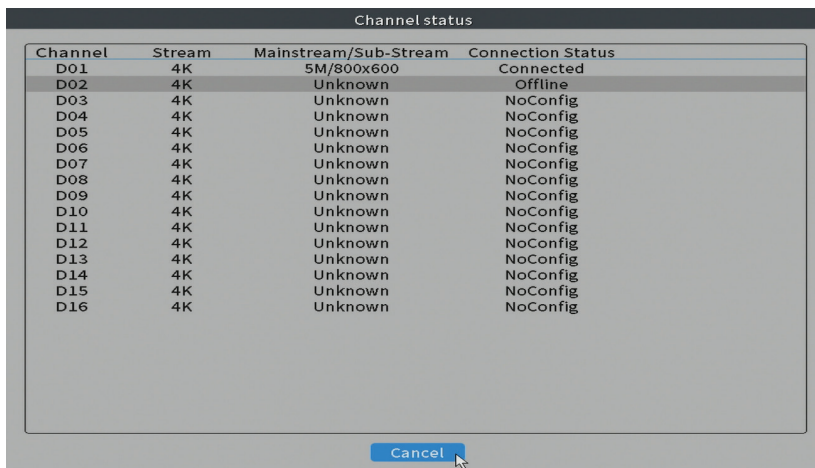 Channel status
Channel Stream Mainstream/Sub-Stream Connection Status
D01 4K 5M/800x600 Connected
D02 4K Unknown Offline
D03 4K Unknown NoConfig
D04 4K Unknown NoConfig
D05 4K Unknown NoConfig
D06 4K Unknown NoConfig
D07 4K Unknown NoConfig
D08 4K Unknown NoConfig
D09 4K Unknown NoConfig
D10 4K Unknown NoConfig
D11 4K Unknown NoConfig
D12 4K Unknown NoConfig
D13 4K Unknown NoConfig
D14 4K Unknown NoConfig
D15 4K Unknown NoConfig
D16 4K Unknown NoConfig
Cancel